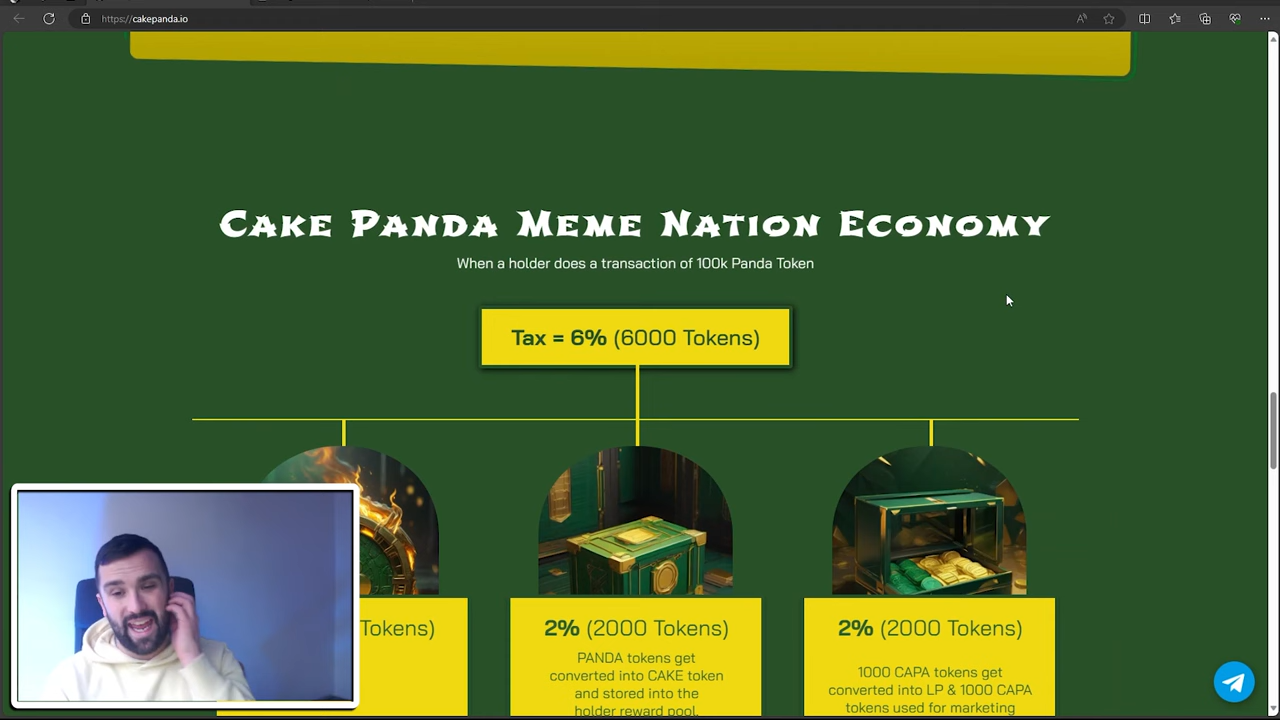 https://cakepanda.io
CAKE PANDA MEME NATION ECONOMY
When a holder does a transaction of 100k Panda Token
Tax = 6% (6000 Tokens)
Tokens)
2% (2000 Tokens)
PANDA tokens get
converted into CAKE token
and stored into the
holder reward pool.
2% (2000 Tokens)
1000 CAPA tokens get
converted into LP & 1000 CAPA
tokens used for marketing